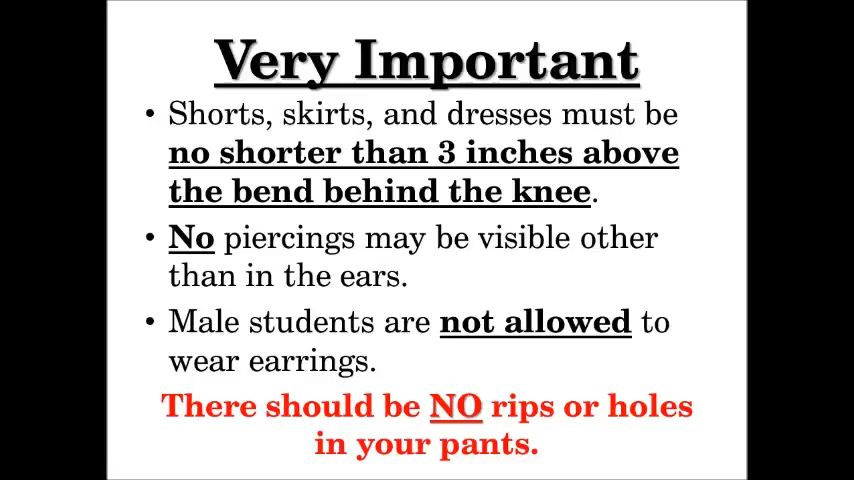 Very Important
• Shorts, skirts, and dresses must be
no shorter than 3 inches above
the bend behind the knee.
• No piercings may be visible other
than in the ears.
• Male students are not allowed to
wear earrings.
There should be NO rips or holes
in your pants.